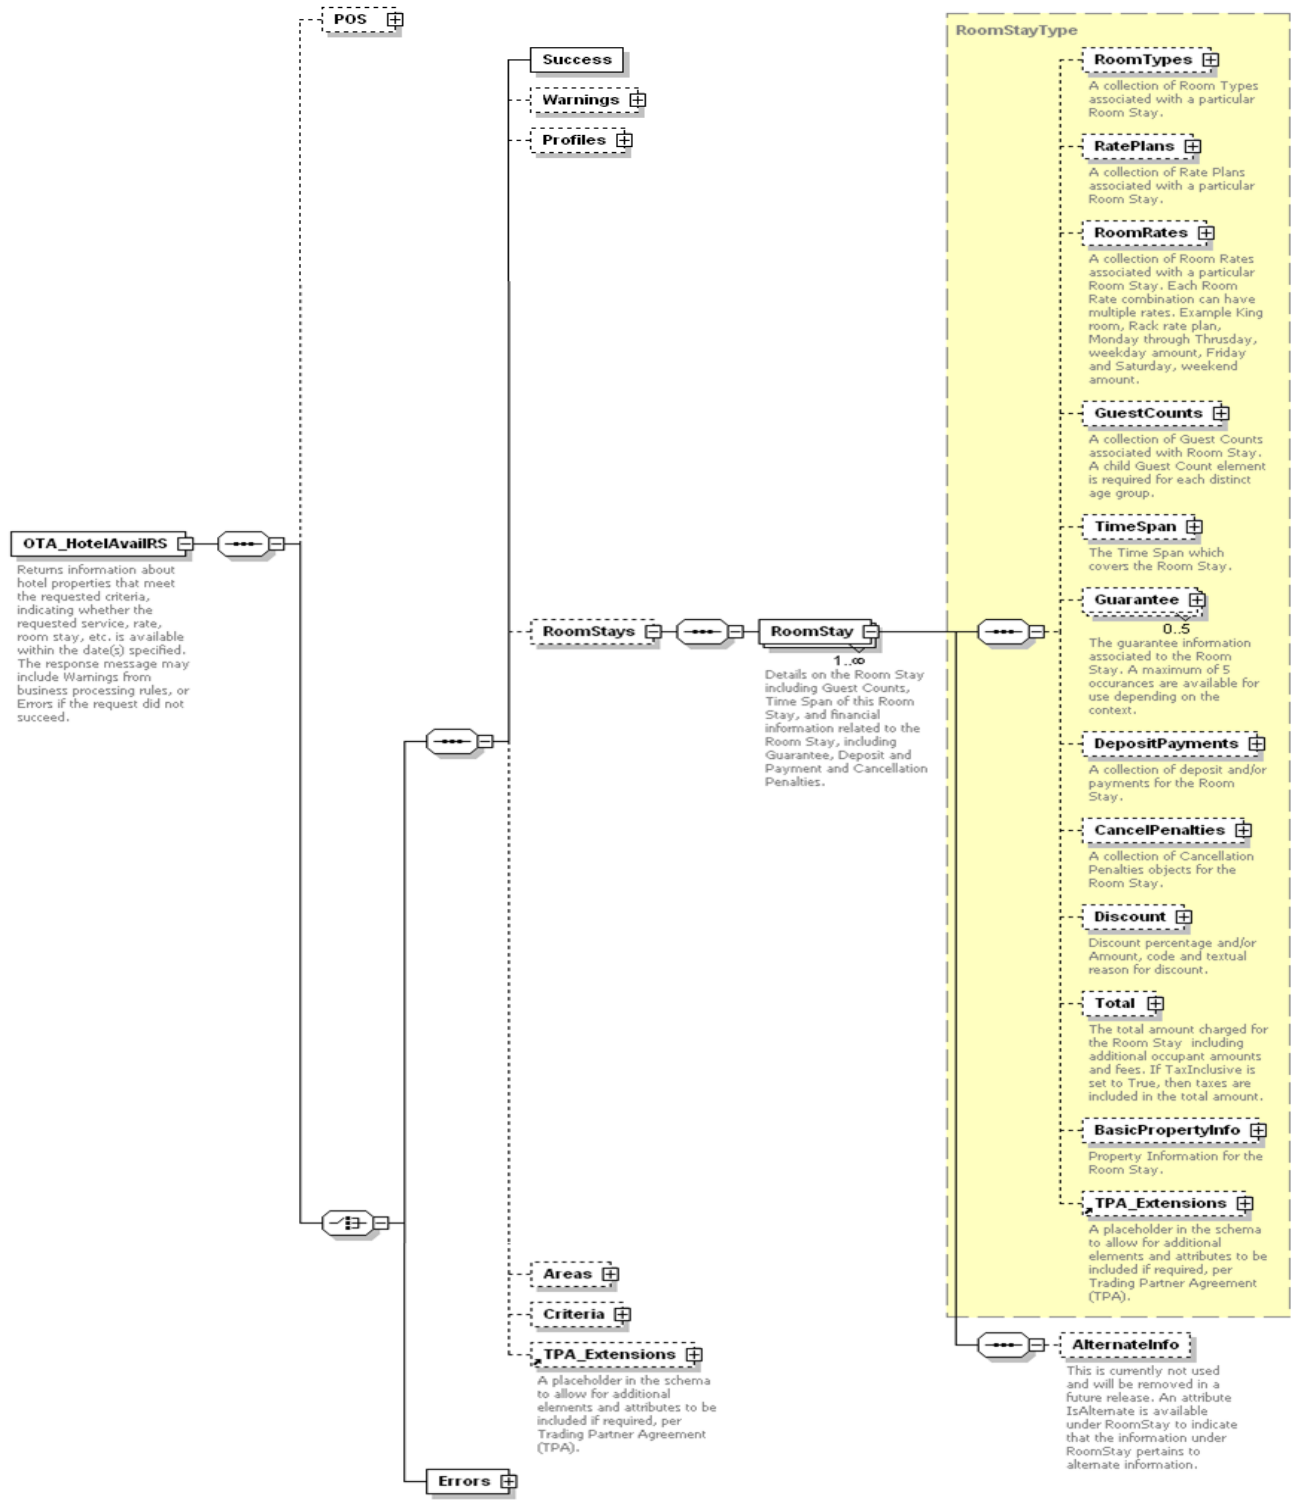 POS
RoomStayType
Success
Warnings
Profiles
RoomTypes
A collection of Room Types
associated with a particular
Room Stay.
RatePlans
A collection of Rate Plans
associated with a particular
Room Stay.
RoomRates
A collection of Room Rates
associated with a particular
Room Stay. Each Room
Rate combination can have
multiple rates. Example King
room, Rack rate plan,
Monday through Thrusday,
weekday amount, Friday
and Saturday, weekend
amount.
GuestCounts
A collection of Guest Counts
associated with Room Stay.
A child Guest Count element
is required for each distinct
age group.
OTA_HotelAvailRS
Returns information about
hotel properties that meet
the requested criteria,
indicating whether the
requested service, rate,
room stay, etc. is available
within the date(s) specified.
The response message may
include Warnings from
business processing rules, or
Errors if the request did not
succeed.
TimeSpan
The Time Span which
covers the Room Stay.
RoomStays
RoomStay
1..∞
Details on the Room Stay
including Guest Counts,
Time Span of this Room
Stay, and financial
information related to the
Room Stay, including
Guarantee, Deposit and
Payment and Cancellation
Penalties.
Guarantee
0..5
The guarantee information
associated to the Room
Stay. A maximum of 5
occurances are available for
use depending on the
context.
DepositPayments
A collection of deposit and/or
payments for the Room
Stay.
CancelPenalties
A collection of Cancellation
Penalties objects for the
Room Stay.
Discount
Discount percentage and/or
Amount, code and textual
reason for discount.
Total
The total amount charged for
the Room Stay including
additional occupant amounts
and fees. If TaxInclusive is
set to True, then taxes are
included in the total amount.
BasicPropertyInfo
Property Information for the
Room Stay.
TPA_Extensions
A placeholder in the schema
to allow for additional
elements and attributes to be
included if required, per
Trading Partner Agreement
(TPA).
Areas
Criteria
TPA_Extensions
A placeholder in the schema
to allow for additional
elements and attributes to be
included if required, per
Trading Partner Agreement
(TPA).
AlternateInfo
This is currently not used
and will be removed in a
future release. An attribute
IsAlternate is available
under RoomStay to indicate
that the information under
RoomStay pertains to
alternate information.
Errors